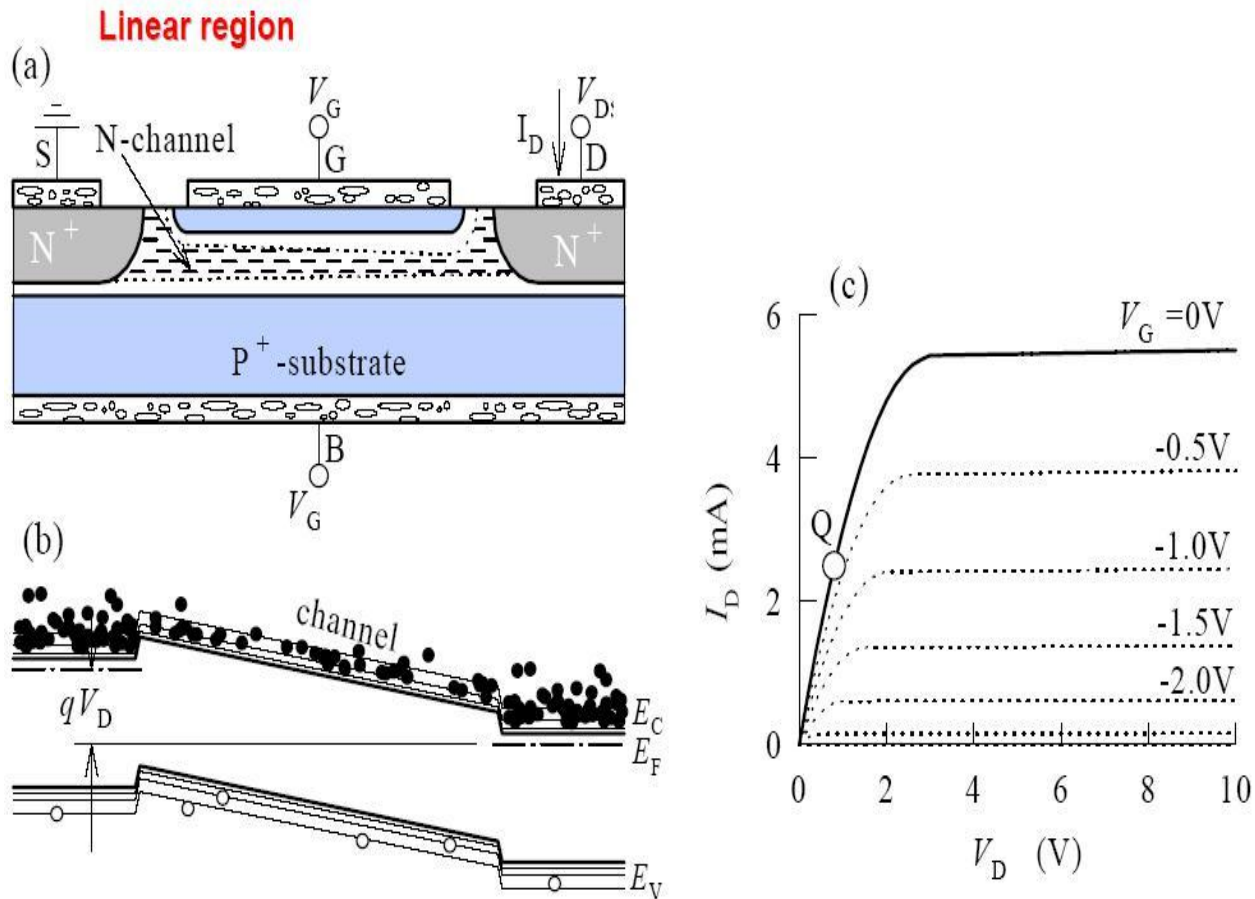 Linear region
(a)
V_G
I_D
V_DS
N-channel
S
G
D
N⁺
N⁺
P⁺-substrate
B
V_G
(b)
channel
qV_D
E_C
E_F
E_V
(c)
6
4
2
0
V_G =0V
-0.5V
-1.0V
-1.5V
-2.0V
Q
I_D (mA)
0 2 4 6 8 10
V_D (V)